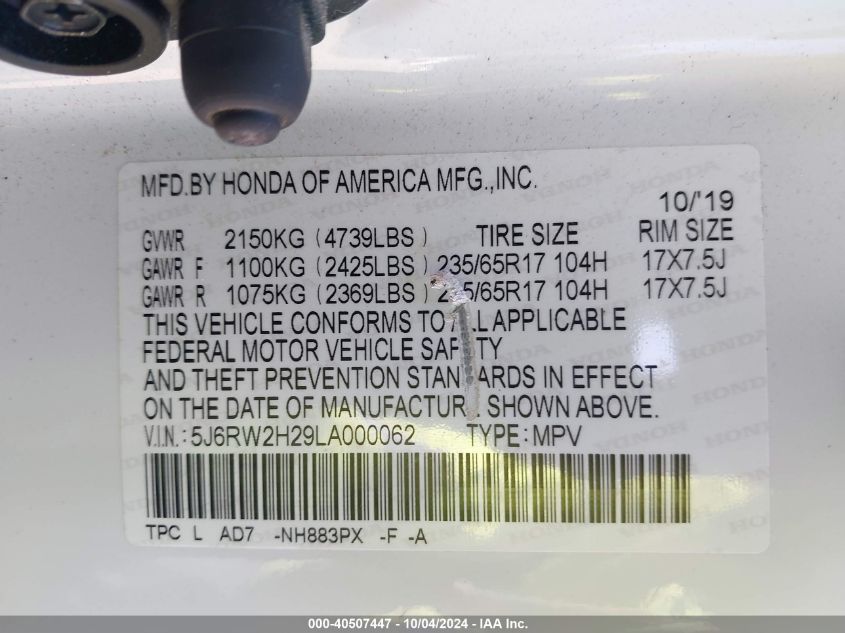 MFD.BY HONDA OF AMERICA MFG.,INC.
10/'19
GVWR 2150KG (4739LBS) TIRE SIZE RIM SIZE
GAWR F 1100KG (2425LBS) 235/65R17 104H 17X7.5J
GAWR R 1075KG (2369LBS) 65R17 104H 17X7.5J
THIS VEHICLE CONFORMS TO APPLICABLE
FEDERAL MOTOR VEHICLE SAFETY
AND THEFT PREVENTION STANDARDS IN EFFECT
ON THE DATE OF MANUFACTURE SHOWN ABOVE.
V.I.N.: 5J6RW2H29LA000062 TYPE: MPV
TPC L AD7 -NH883PX -F -A
000-40507447 - 10/04/2024 - IAA Inc.